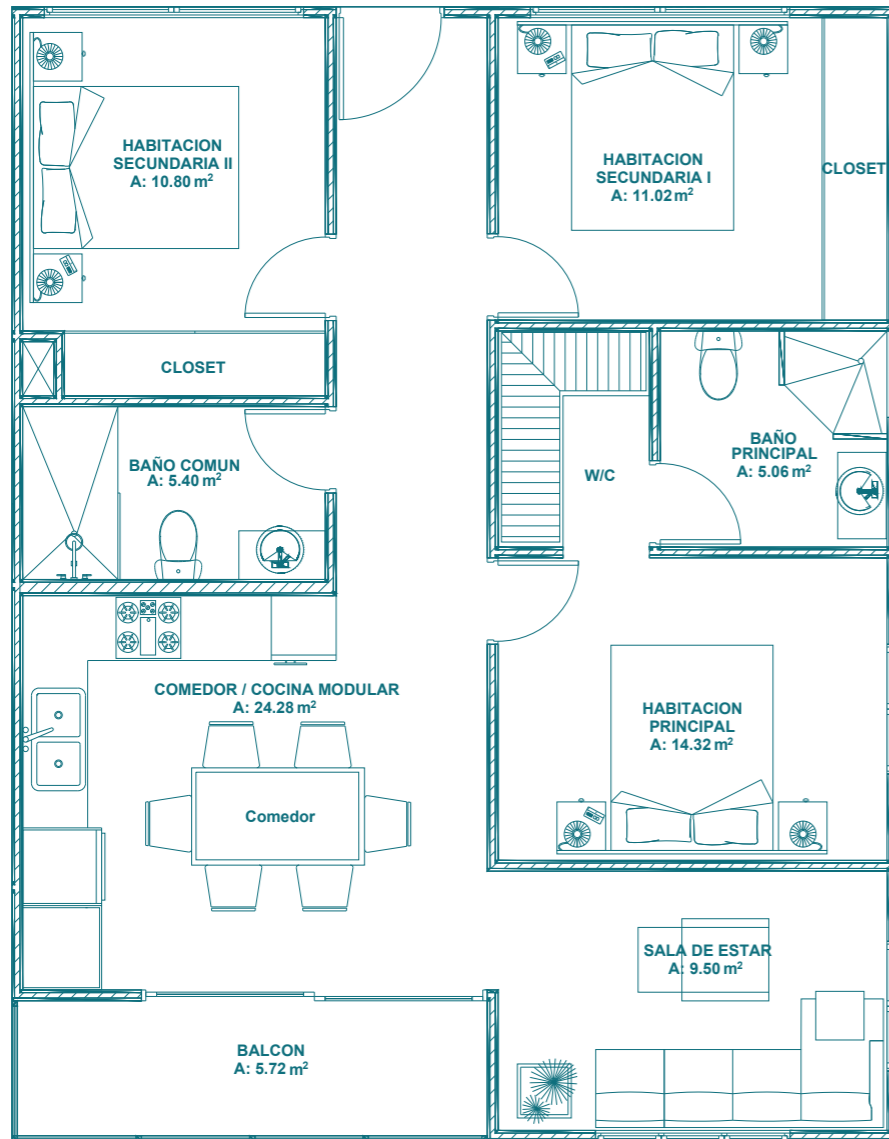 HABITACION
SECUNDARIA II
A: 10.80 m²
HABITACION
SECUNDARIA I
A: 11.02 m²
CLOSET
CLOSET
BAÑO COMUN
A: 5.40 m²
W/C
BAÑO
PRINCIPAL
A: 5.06 m²
COMEDOR / COCINA MODULAR
A: 24.28 m²
HABITACION
PRINCIPAL
A: 14.32 m²
Comedor
SALA DE ESTAR
A: 9.50 m²
BALCON
A: 5.72 m²